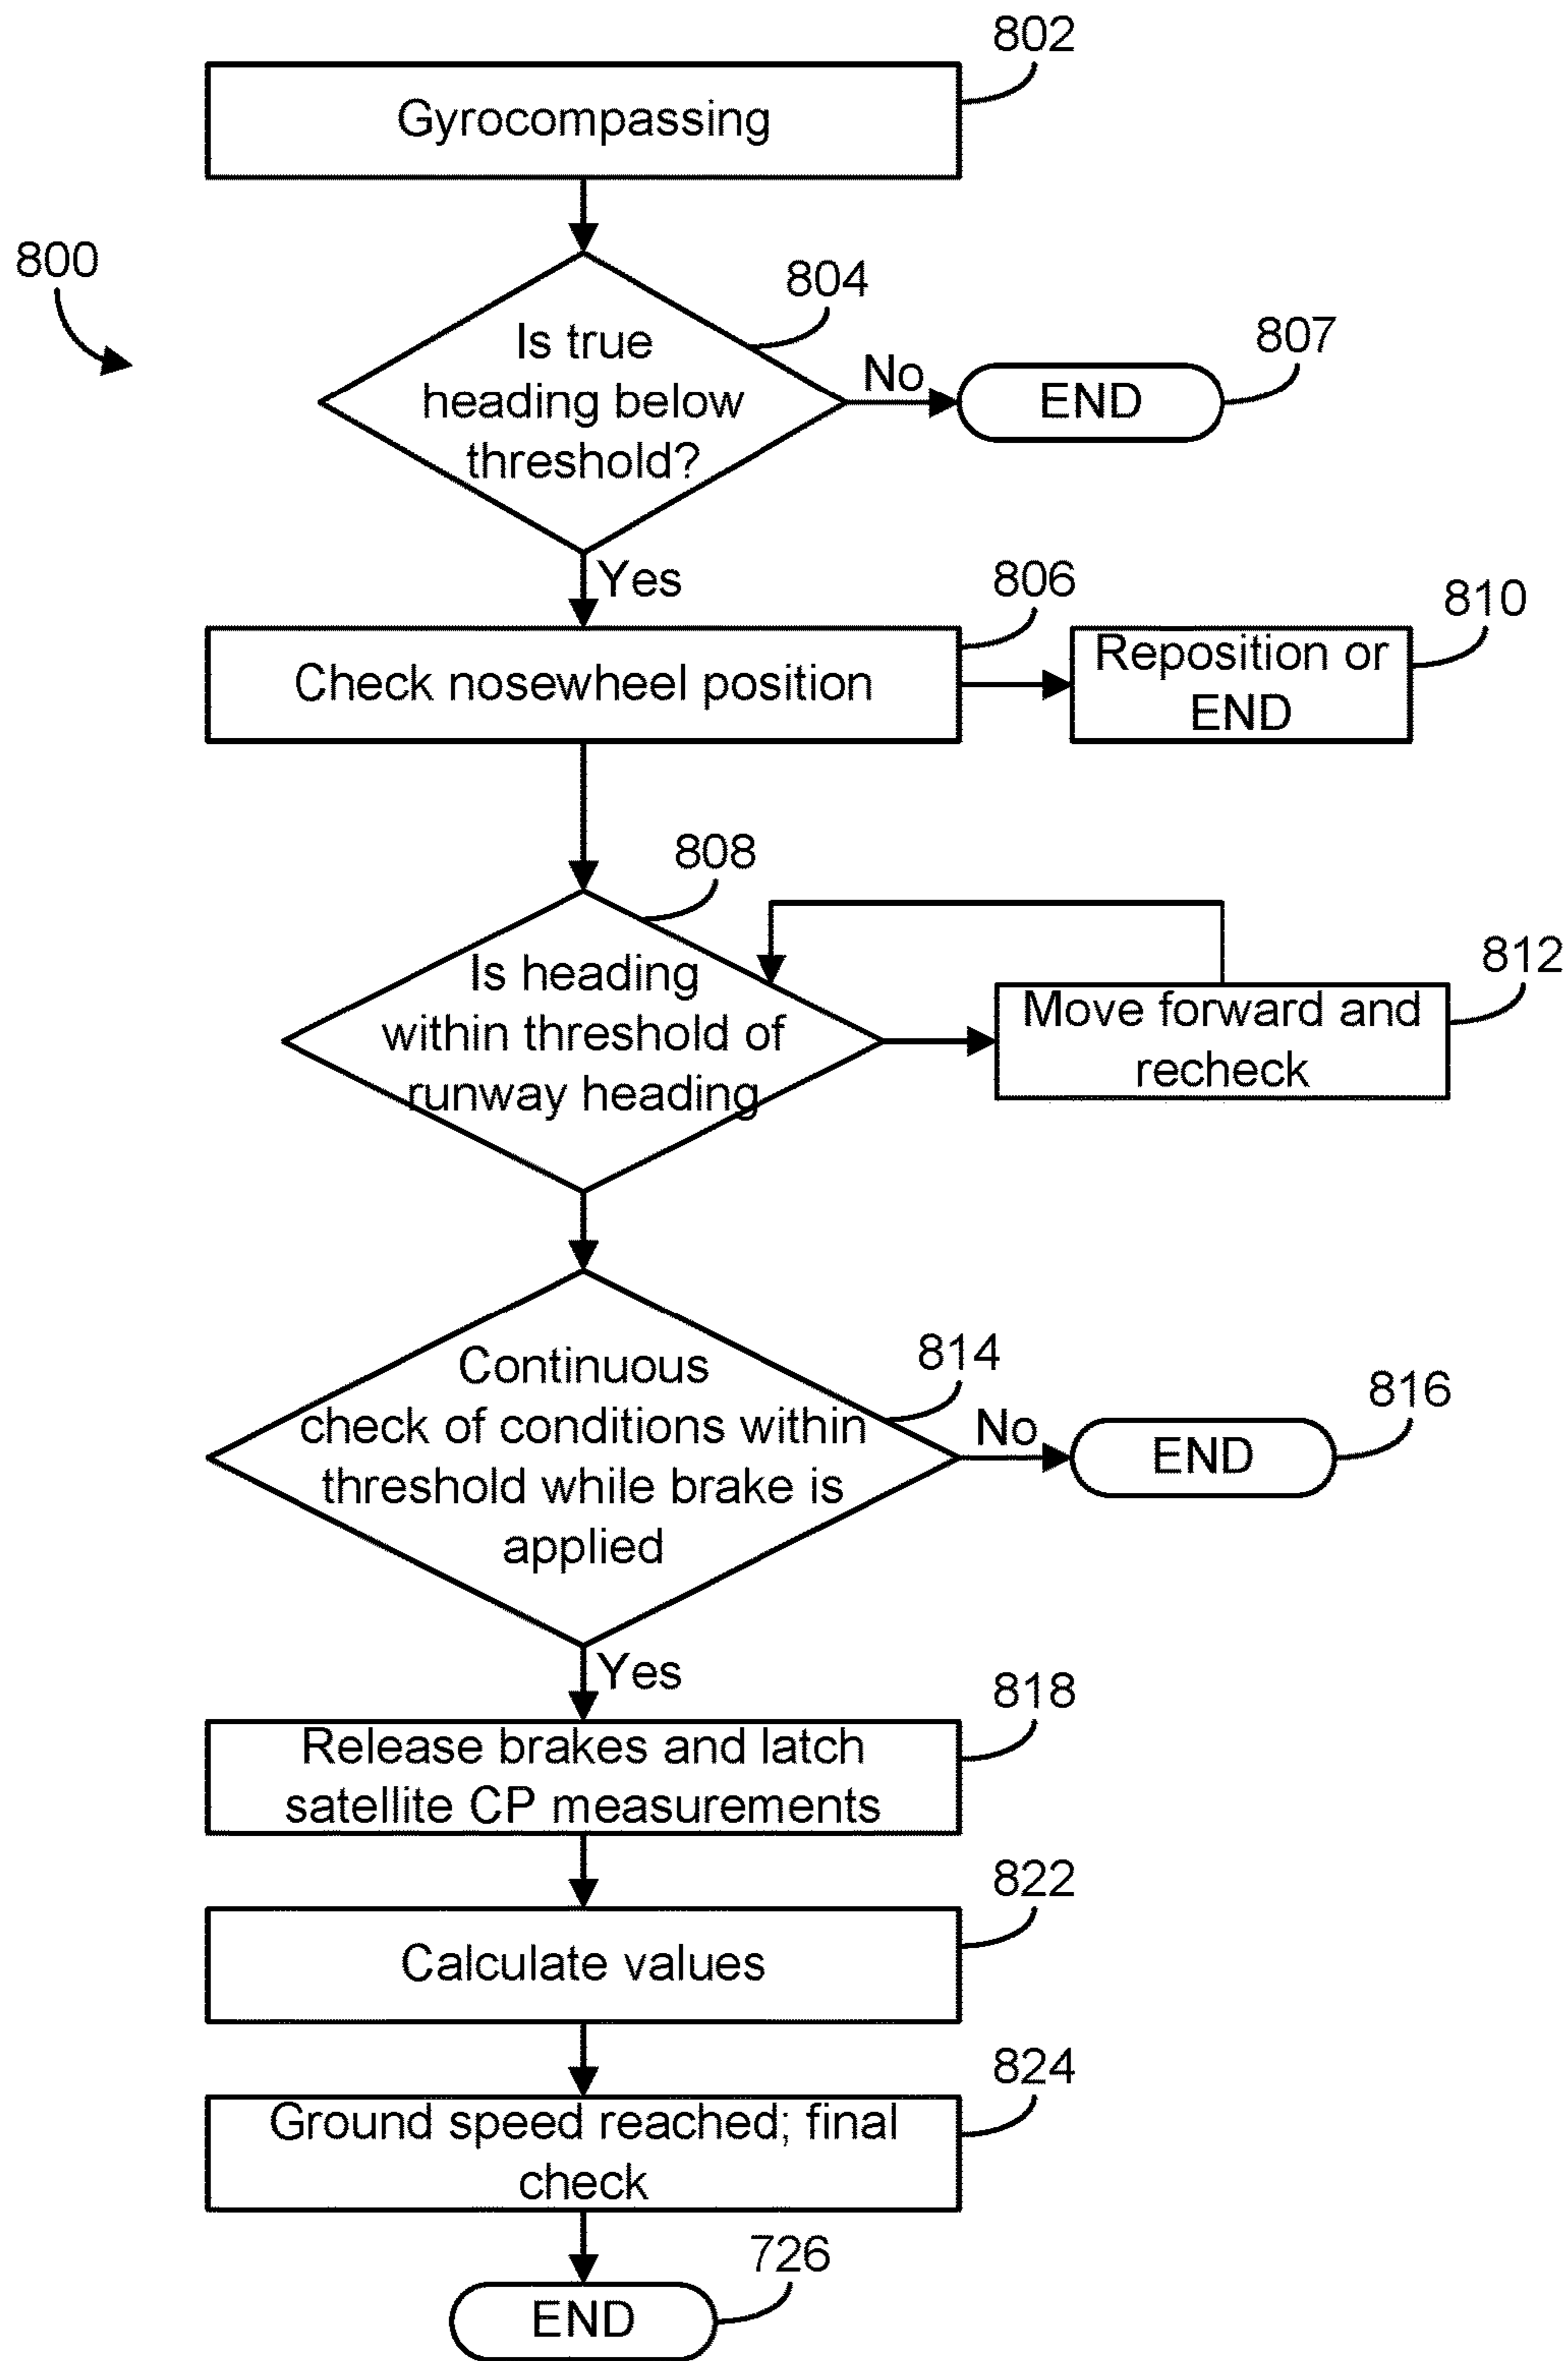 802
Gyrocompassing
800
804
Is true
heading below
threshold?
No
END
807
Yes
806
Check nosewheel position
810
Reposition or
END
808
Is heading
within threshold of
runway heading
812
Move forward and
recheck
814
Continuous
check of conditions within
threshold while brake is
applied
No
END
816
Yes
818
Release brakes and latch
satellite CP measurements
822
Calculate values
824
Ground speed reached; final
check
726
END